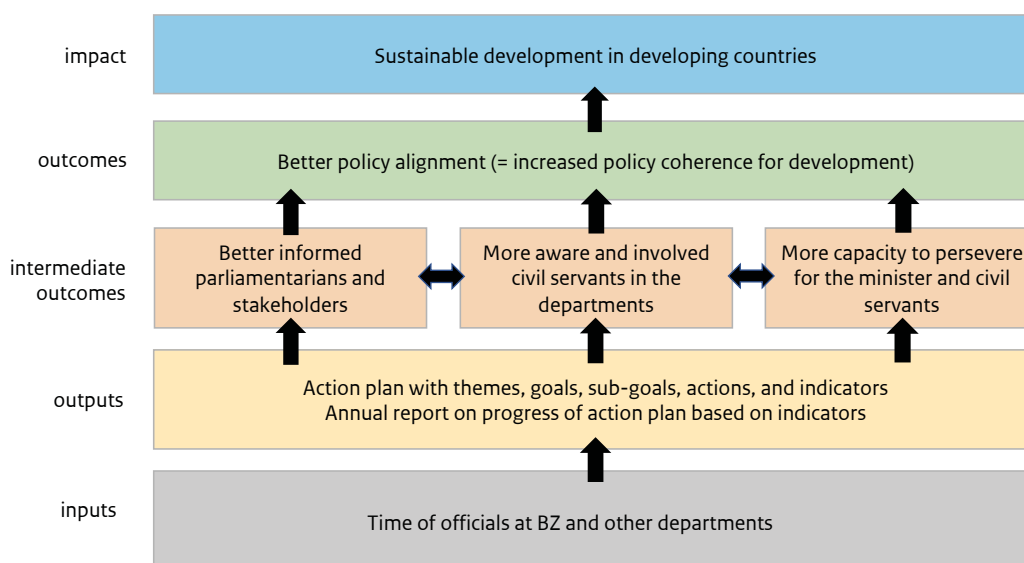 impact
Sustainable development in developing countries
outcomes
Better policy alignment (= increased policy coherence for development)
intermediate
outcomes
Better informed
parliamentarians and
stakeholders
More aware and involved
civil servants in the
departments
More capacity to persevere
for the minister and civil
servants
outputs
Action plan with themes, goals, sub-goals, actions, and indicators
Annual report on progress of action plan based on indicators
inputs
Time of officials at BZ and other departments